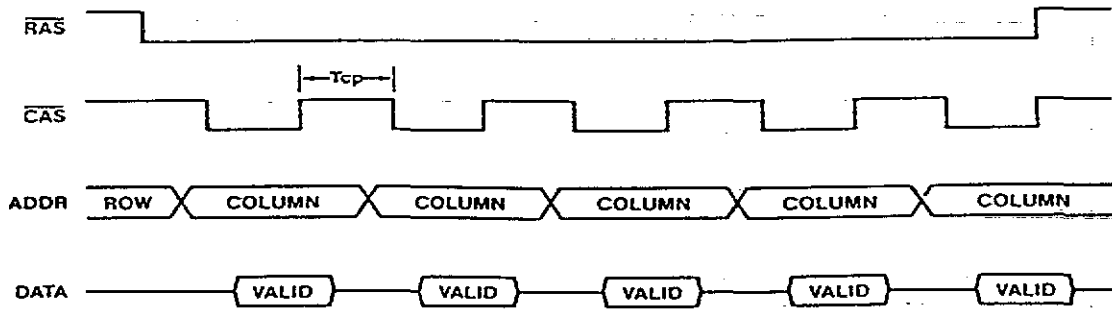 RAS
Tcp
CAS
ADDR ROW COLUMN COLUMN COLUMN COLUMN COLUMN
DATA VALID VALID VALID VALID VALID